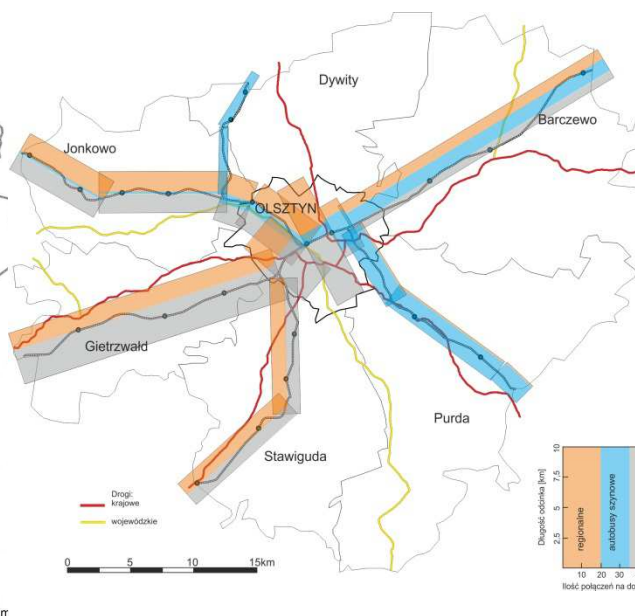 Dywity
Barczewo
Jonkowo
OLSZTYN
Gietrzwałd
Purda
Stawiguda
Drogi:
krajowe
wojewódzkie
0 5 10 15km
Długość odcinka [km]
10
7,5
5
2,5
regionalne
autobusy szynowe
10 20 30
Ilość połączeń na do